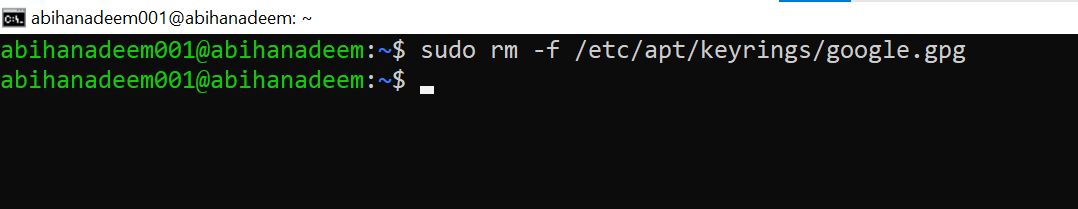 abihanadeem001@abihanadeem: ~
abihanadeem001@abihanadeem:~$ sudo rm -f /etc/apt/keyrings/google.gpg
abihanadeem001@abihanadeem:~$